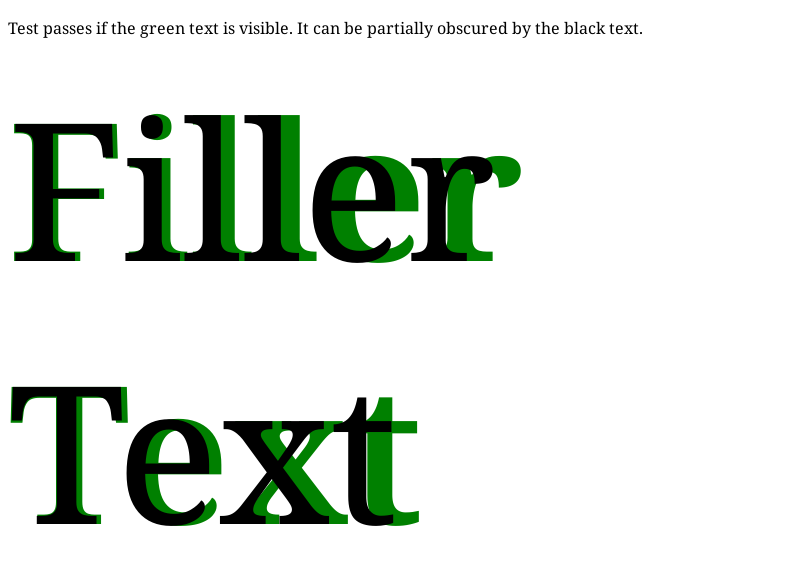 Test passes if the green text is visible. It can be partially obscured by the black text.
Filler
Text